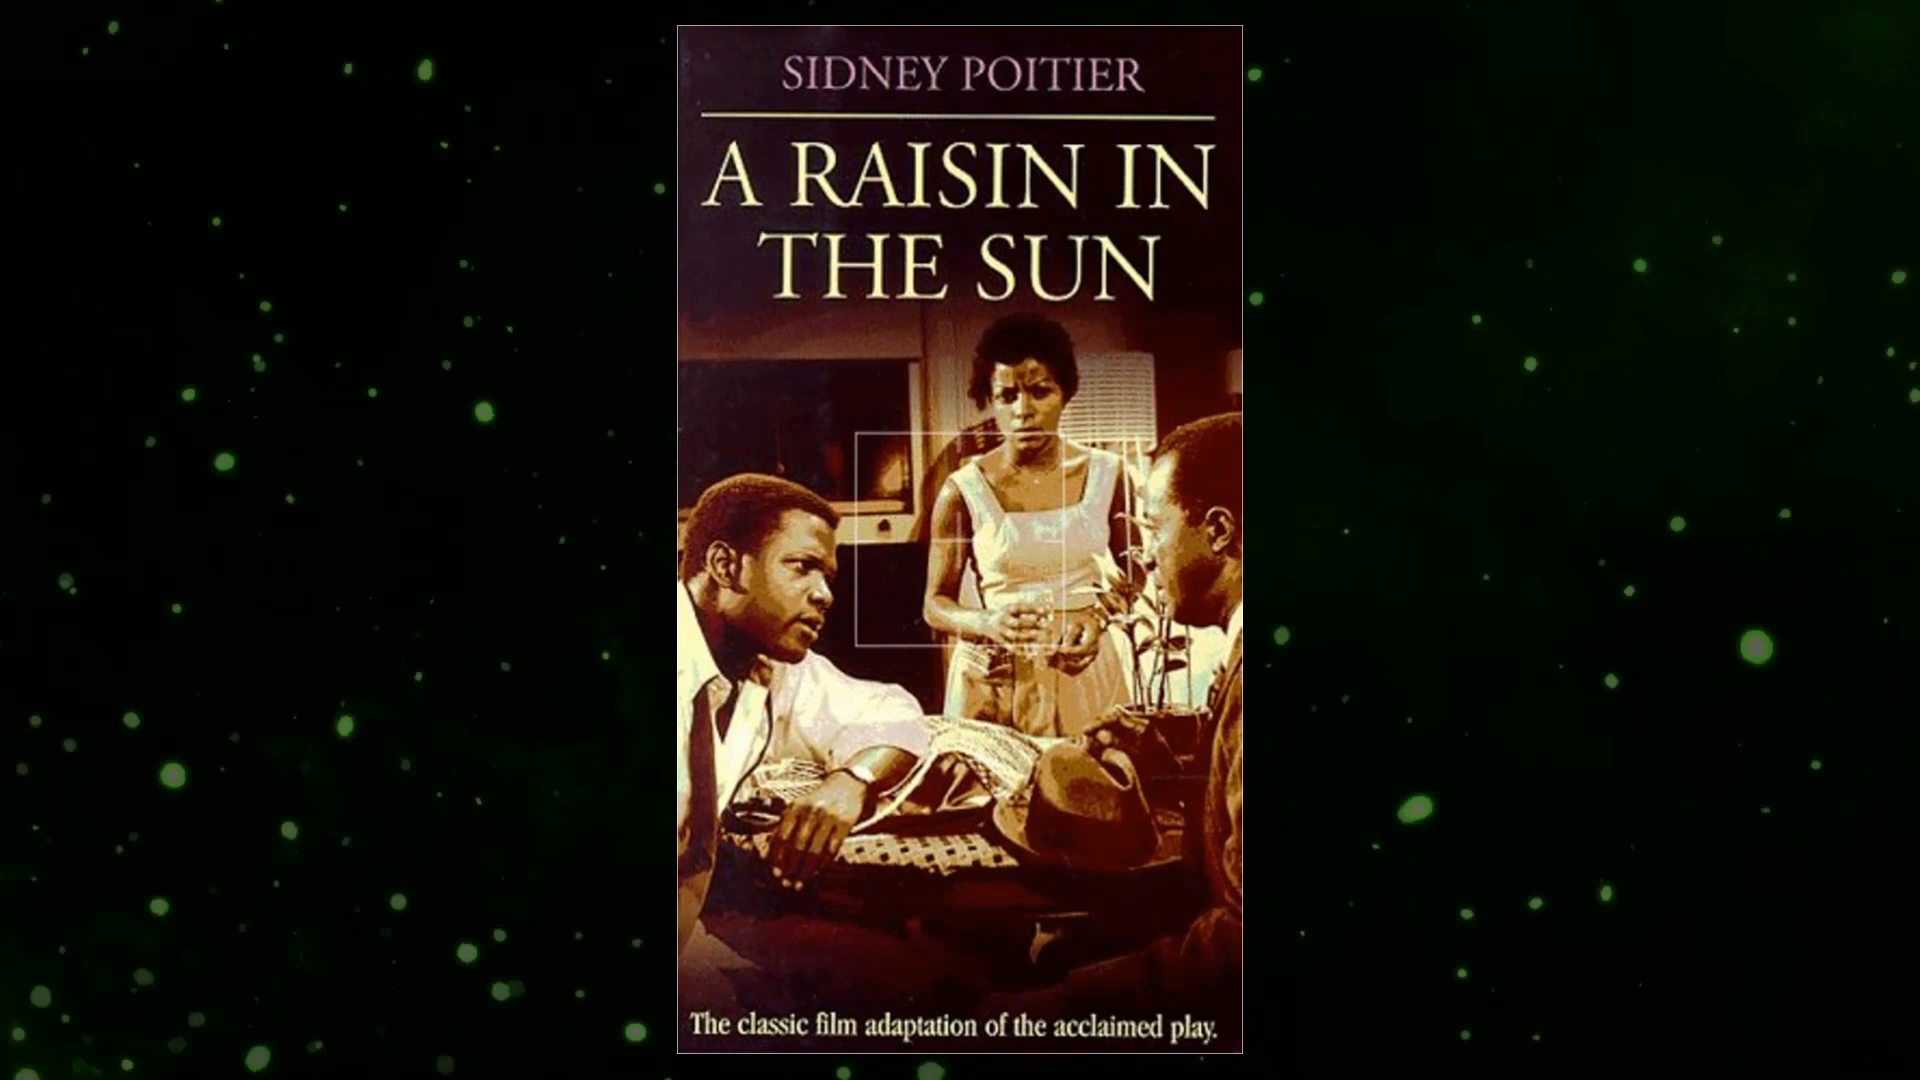 SIDNEY POITIER
A RAISIN IN
THE SUN
The classic film adaptation of the acclaimed play.